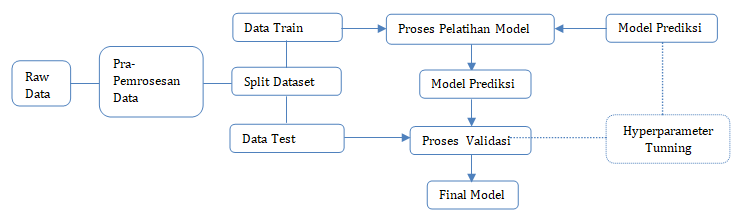 Raw
Data
Pra-
Pemrosesan
Data
Data Train
Split Dataset
Data Test
Proses Pelatihan Model
Model Prediksi
Proses Validasi
Final Model
Model Prediksi
Hyperparameter
Tunning